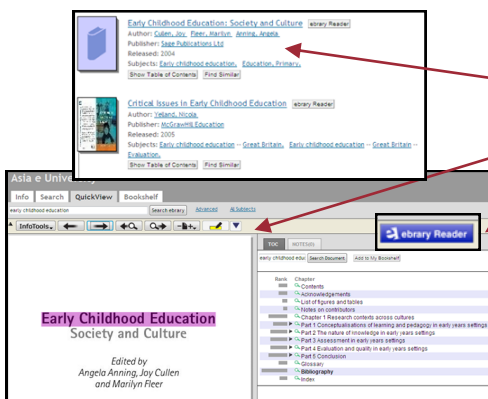 Early Childhood Education: Society and Culture ebrary Reader
Author: Cullen, Joy Fleer, Marilyn Anning, Angela
Publisher: Sage Publications Ltd
Released: 2004
Subjects: Early childhood education, Education, Primary,
Show Table of Contents Find Similar
Critical Issues in Early Childhood Education ebrary Reader
Author: Yelland, Nicola
Publisher: McGrawHill Education
Released: 2005
Subjects: Early childhood education -- Great Britain, Early childhood education -- Great Britain --
Evaluation,
Show Table of Contents Find Similar
Asia e Univer
Info Search QuickView Bookshelf
early childhood education Search ebrary Advanced All Subjects
InfoTools
ebrary Reader
TOC NOTES(0)
early childhood edu Search Document Add to My Bookshelf
Rank Chapter
Contents
Acknowledgements
List of figures and tables
Notes on contributors
Chapter 1 Research contexts across cultures
Part 1 Conceptualisations of learning and pedagogy in early years settings
Part 2 The nature of knowledge in early years settings
Part 3 Assessment in early years settings
Part 4 Evaluation and quality in early years settings
Part 5 Conclusion
Glossary
Bibliography
Index
Early Childhood Education
Society and Culture
Edited by
Angela Anning, Joy Cullen
and Marilyn Fleer